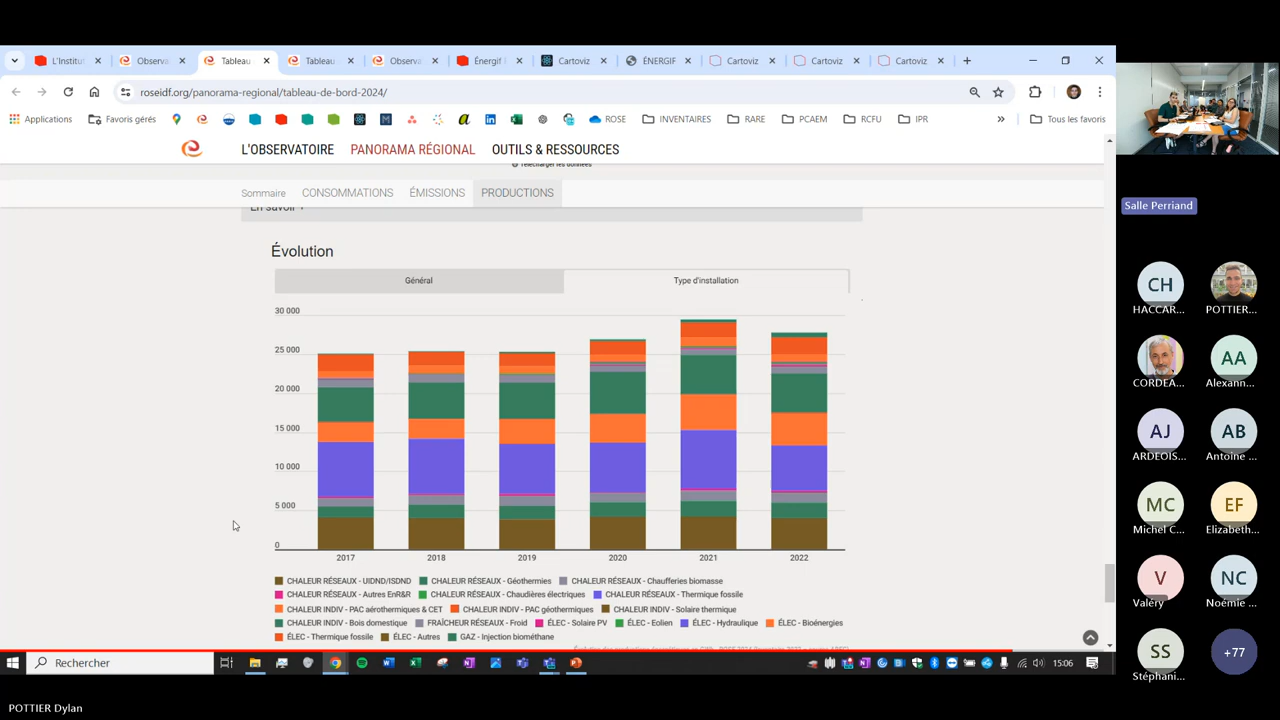 L'Institut
Observa
Tableau
Tableau
Observa
Énergif
Cartoviz
ÉNERGIF
Cartoviz
Cartoviz
Cartoviz
roseidf.org/panorama-regional/tableau-de-bord-2024/
Applications
Favoris gérés
ROSE
INVENTAIRES
RARE
PCAEM
RCFU
IPR
Tous les favoris
L'OBSERVATOIRE
PANORAMA RÉGIONAL
OUTILS & RESSOURCES
Télécharger les données
Sommaire
CONSOMMATIONS
ÉMISSIONS
PRODUCTIONS
En savoir +
Évolution
Général
Type d'installation
30 000
25 000
20 000
15 000
10 000
5 000
0
2017
2018
2019
2020
2021
2022
CHALEUR RÉSEAUX - UIDND/ISDND
CHALEUR RÉSEAUX - Géothermies
CHALEUR RÉSEAUX - Chaufferies biomasse
CHALEUR RÉSEAUX - Autres EnR&R
CHALEUR RÉSEAUX - Chaudières électriques
CHALEUR RÉSEAUX - Thermique fossile
CHALEUR INDIV - PAC aérothermiques & CET
CHALEUR INDIV - PAC géothermiques
CHALEUR INDIV - Solaire thermique
CHALEUR INDIV - Bois domestique
FRAÎCHEUR RÉSEAUX - Froid
ÉLEC - Solaire PV
ÉLEC - Eolien
ÉLEC - Hydraulique
ÉLEC - Bioénergies
ÉLEC - Thermique fossile
ÉLEC - Autres
GAZ - Injection biométhane
Rechercher
15:06
Salle Perriand
CH
HACCAR...
POTTIER...
CORDEA...
AA
Alexann...
AJ
ARDEOIS...
AB
Antoine ...
MC
Michel C...
EF
Elizabeth...
V
Valéry
NC
Noémie ...
SS
Stéphani...
+77
POTTIER Dylan